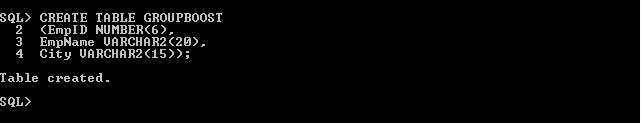 SQL> CREATE TABLE GROUPBOOST
2 (EmpID NUMBER(6),
3 EmpName VARCHAR2(20),
4 City VARCHAR2(15));
Table created.
SQL>